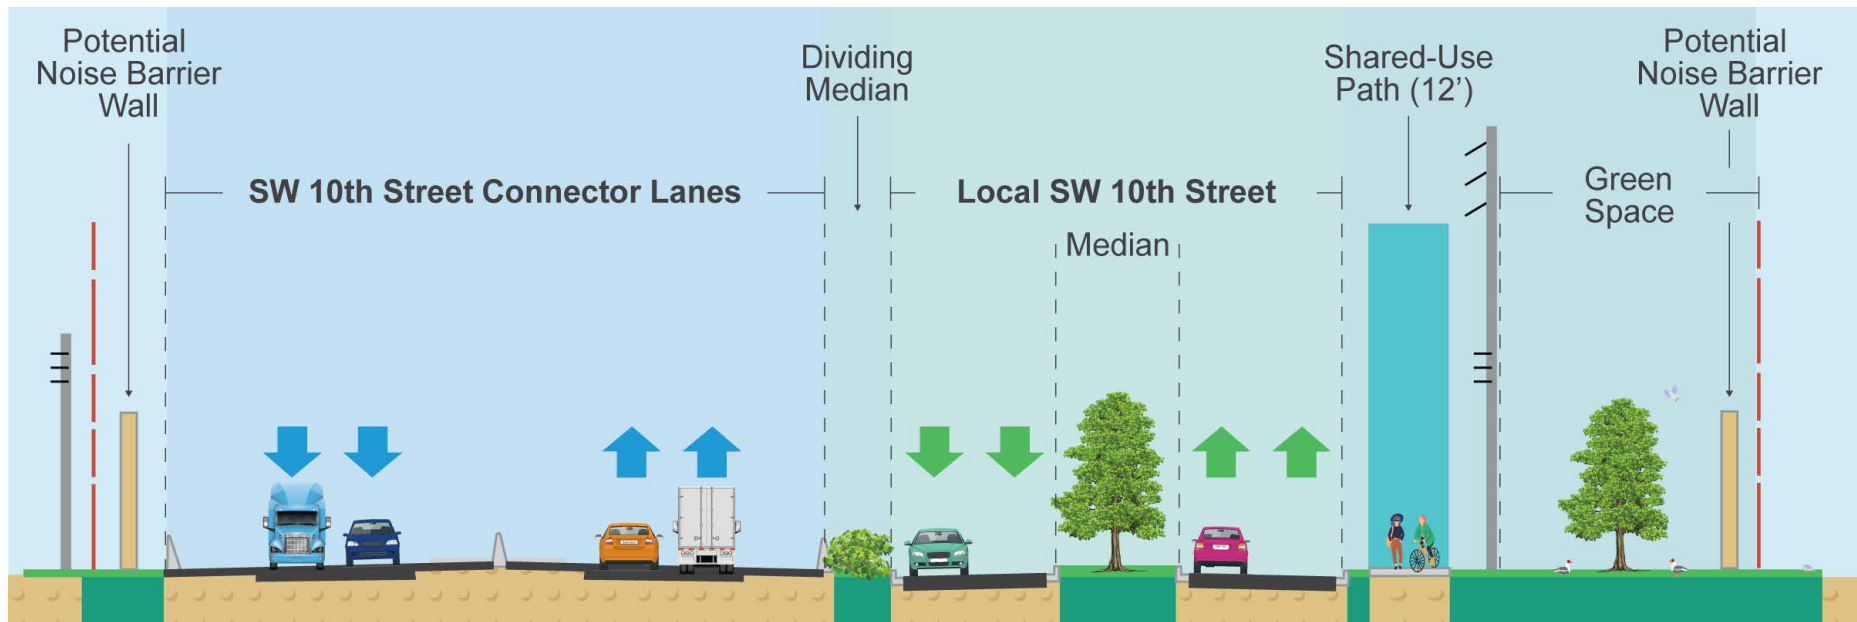 Potential
Noise Barrier
Wall
SW 10th Street Connector Lanes
Dividing
Median
Local SW 10th Street
Median
Shared-Use
Path (12’)
Green
Space
Potential
Noise Barrier
Wall